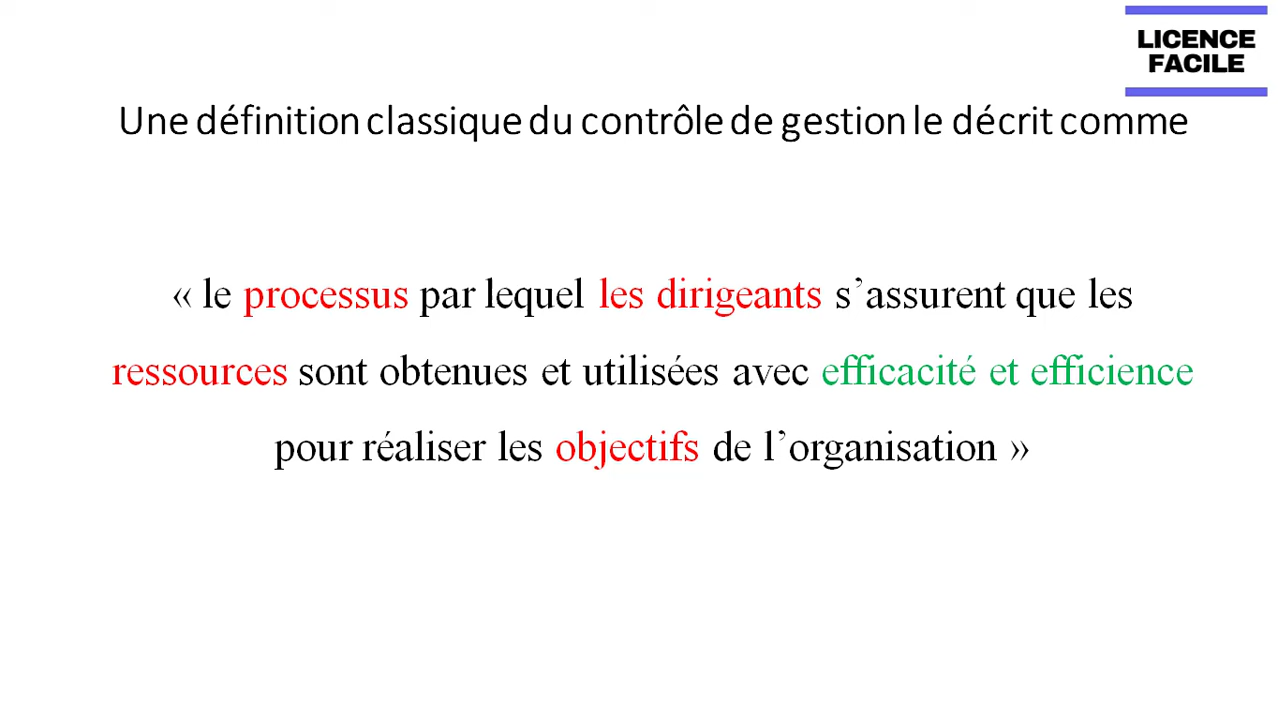 LICENCE
FACILE
Une définition classique du contrôle de gestion le décrit comme
« le processus par lequel les dirigeants s’assurent que les
ressources sont obtenues et utilisées avec efficacité et efficience
pour réaliser les objectifs de l’organisation »